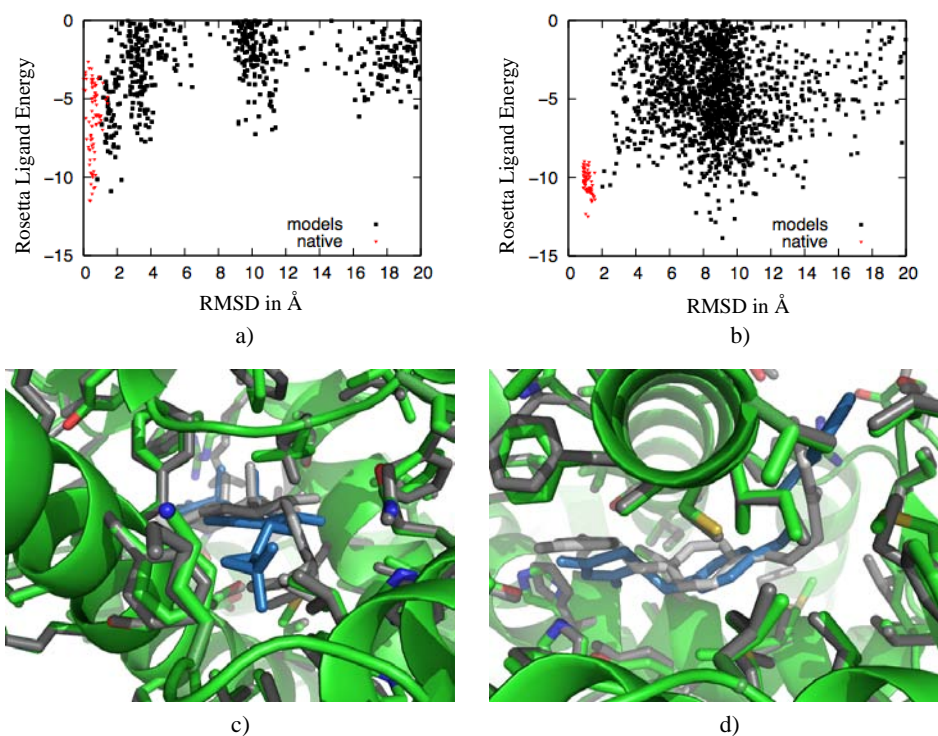 0
−5
−10
−15
Rosetta Ligand Energy
models
native
0 2 4 6 8 10 12 14 16 18 20
RMSD in Å
a)
0
−5
−10
−15
Rosetta Ligand Energy
models
native
0 2 4 6 8 10 12 14 16 18 20
RMSD in Å
b)
c)
d)